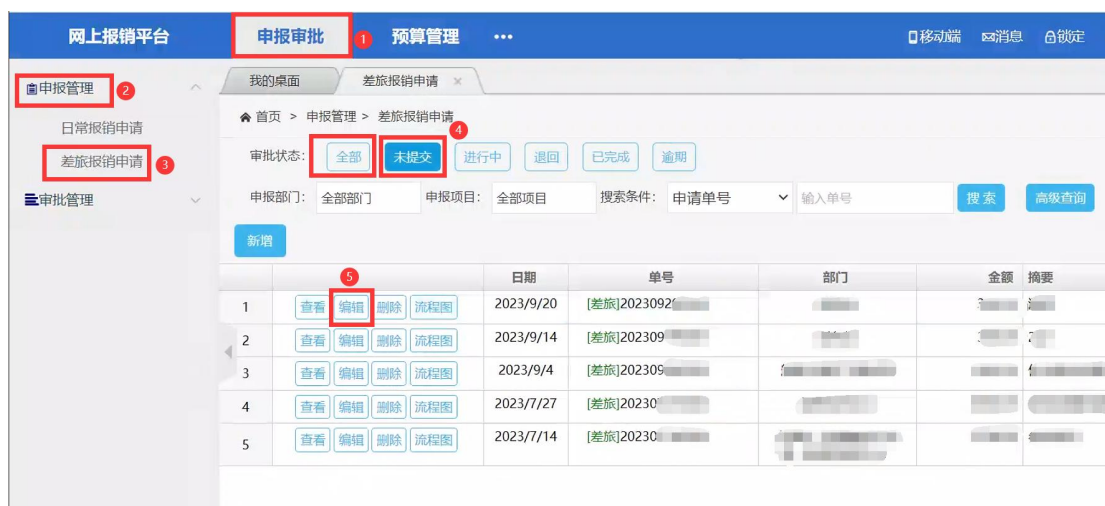 网上报销平台 申报审批 1 预算管理 ••• 移动端 消息 锁定
申报管理 2 我的桌面 差旅报销申请 ×
首页 > 申报管理 > 差旅报销申请
日常报销申请
4
审批状态: 全部 未提交 进行中 退回 已完成 逾期
差旅报销申请 3
审批管理 申报部门: 全部部门 申报项目: 全部项目 搜索条件: 申请单号 输入单号 搜索 高级查询
新增
5 日期 单号 部门 金额 摘要
1 查看 编辑 删除 流程图 2023/9/20 [差旅]2023092
2 查看 编辑 删除 流程图 2023/9/14 [差旅]202309
3 查看 编辑 删除 流程图 2023/9/4 [差旅]202309
4 查看 编辑 删除 流程图 2023/7/27 [差旅]20230
5 查看 编辑 删除 流程图 2023/7/14 [差旅]20230